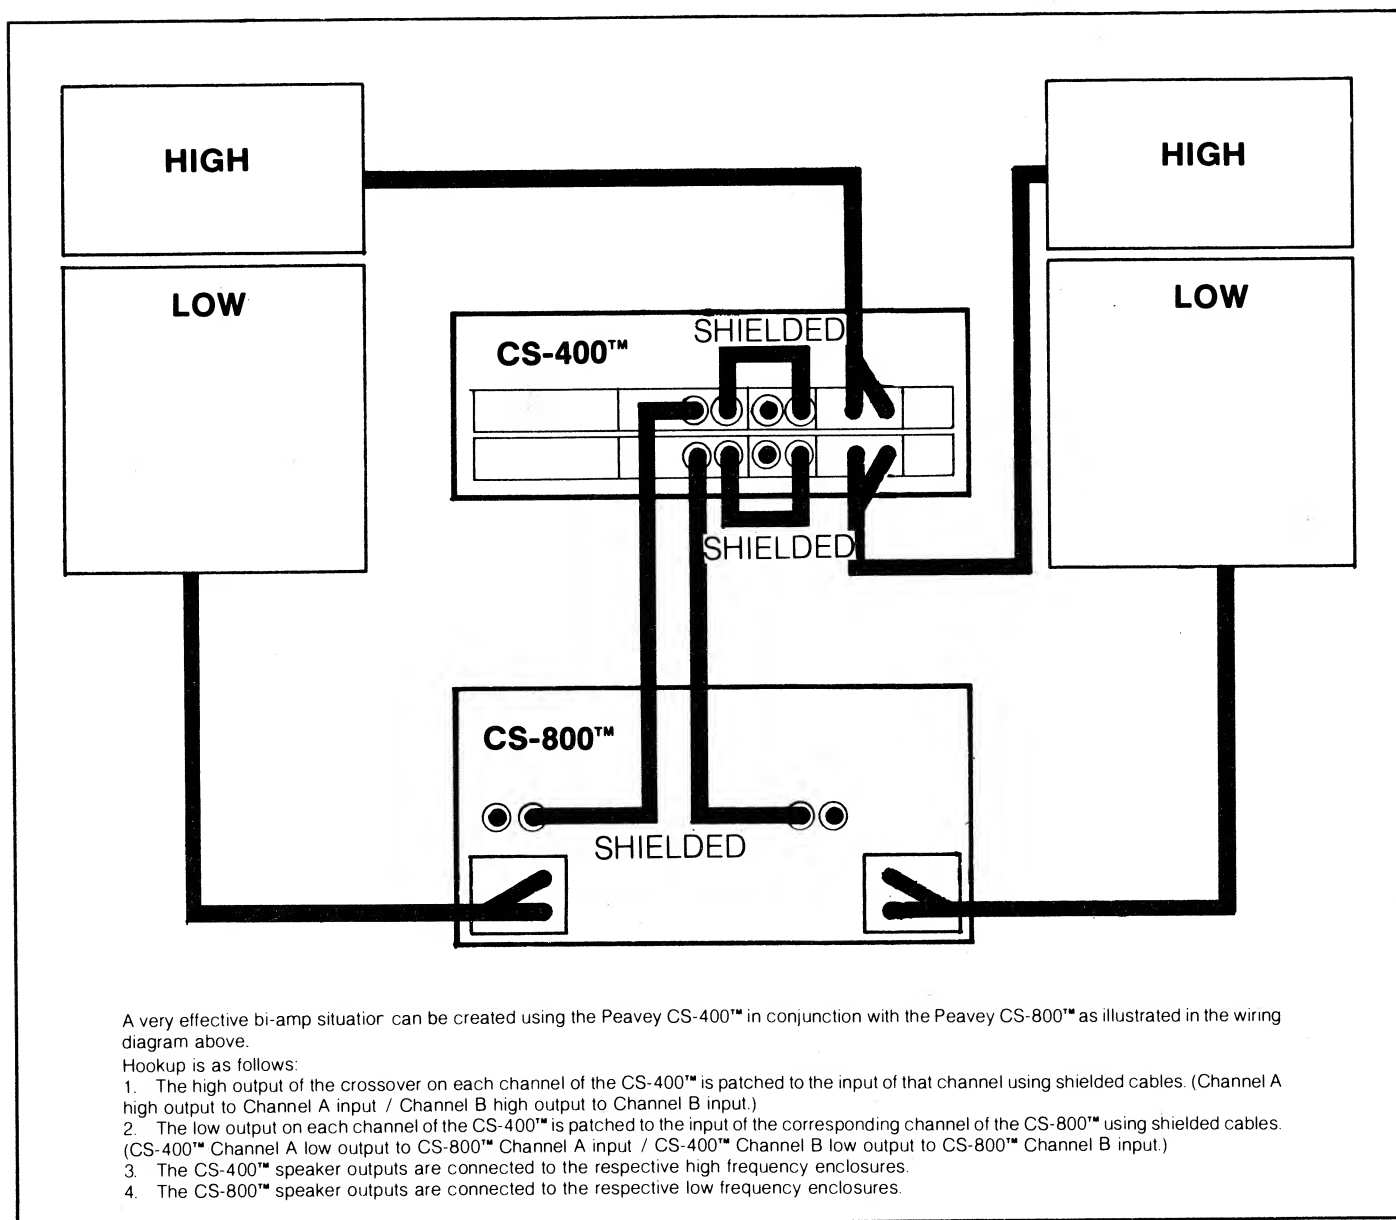 HIGH
HIGH
LOW
LOW
SHIELDED
CS-400™
SHIELDED
CS-800™
SHIELDED
A very effective bi-amp situation can be created using the Peavey CS-400™ in conjunction with the Peavey CS-800™ as illustrated in the wiring
diagram above.
Hookup is as follows:
1. The high output of the crossover on each channel of the CS-400™ is patched to the input of that channel using shielded cables. (Channel A
high output to Channel A input / Channel B high output to Channel B input.)
2. The low output on each channel of the CS-400™ is patched to the input of the corresponding channel of the CS-800™ using shielded cables.
(CS-400™ Channel A low output to CS-800™ Channel A input / CS-400™ Channel B low output to CS-800™ Channel B input.)
3. The CS-400™ speaker outputs are connected to the respective high frequency enclosures.
4. The CS-800™ speaker outputs are connected to the respective low frequency enclosures.